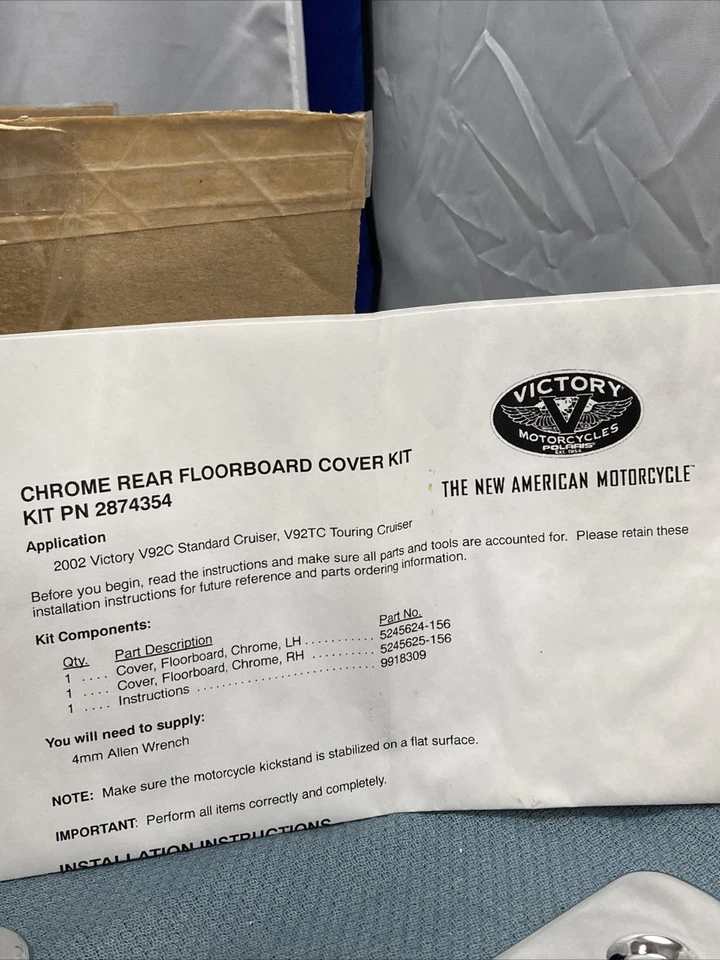 VICTORY
V
MOTORCYCLES
POLARIS
EST. 1954
THE NEW AMERICAN MOTORCYCLE™
CHROME REAR FLOORBOARD COVER KIT
KIT PN 2874354
Application
2002 Victory V92C Standard Cruiser, V92TC Touring Cruiser
Before you begin, read the instructions and make sure all parts and tools are accounted for. Please retain these
installation instructions for future reference and parts ordering information.
Kit Components:
Qty. Part Description Part No.
1 .... Cover, Floorboard, Chrome, LH ........... 5245624-156
1 .... Cover, Floorboard, Chrome, RH .......... 5245625-156
1 .... Instructions ............................ 9918309
You will need to supply:
4mm Allen Wrench
NOTE: Make sure the motorcycle kickstand is stabilized on a flat surface.
IMPORTANT: Perform all items correctly and completely.
INSTALLATION INSTRUCTIONS